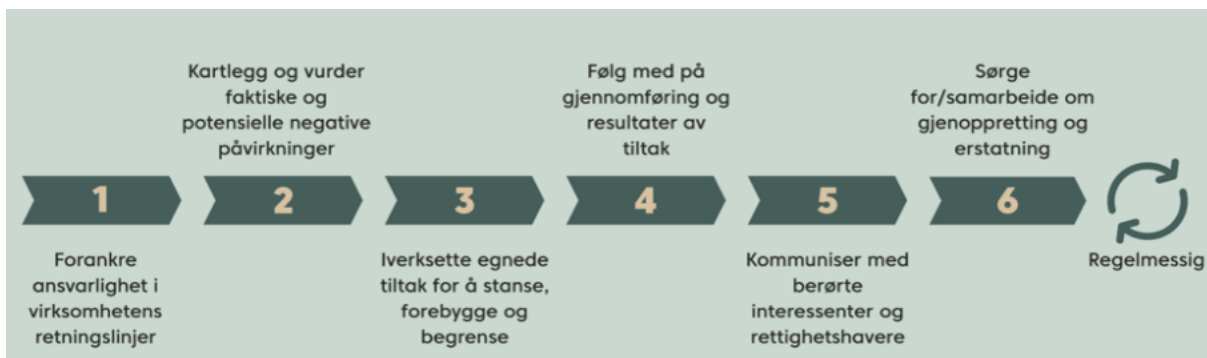 1
Forankre
ansvarlighet i
virksomhetens
retningslinjer
Kartlegg og vurder
faktiske og
potensielle negative
påvirkninger
2
3
Iverksette egnede
tiltak for å stanse,
forebygge og
begrense
Følg med på
gjennomføring og
resultater av
tiltak
4
5
Kommuniser med
berørte
interessenter og
rettighetshavere
Sørge
for/samarbeide om
gjenoppretting og
erstatning
6
Regelmessig